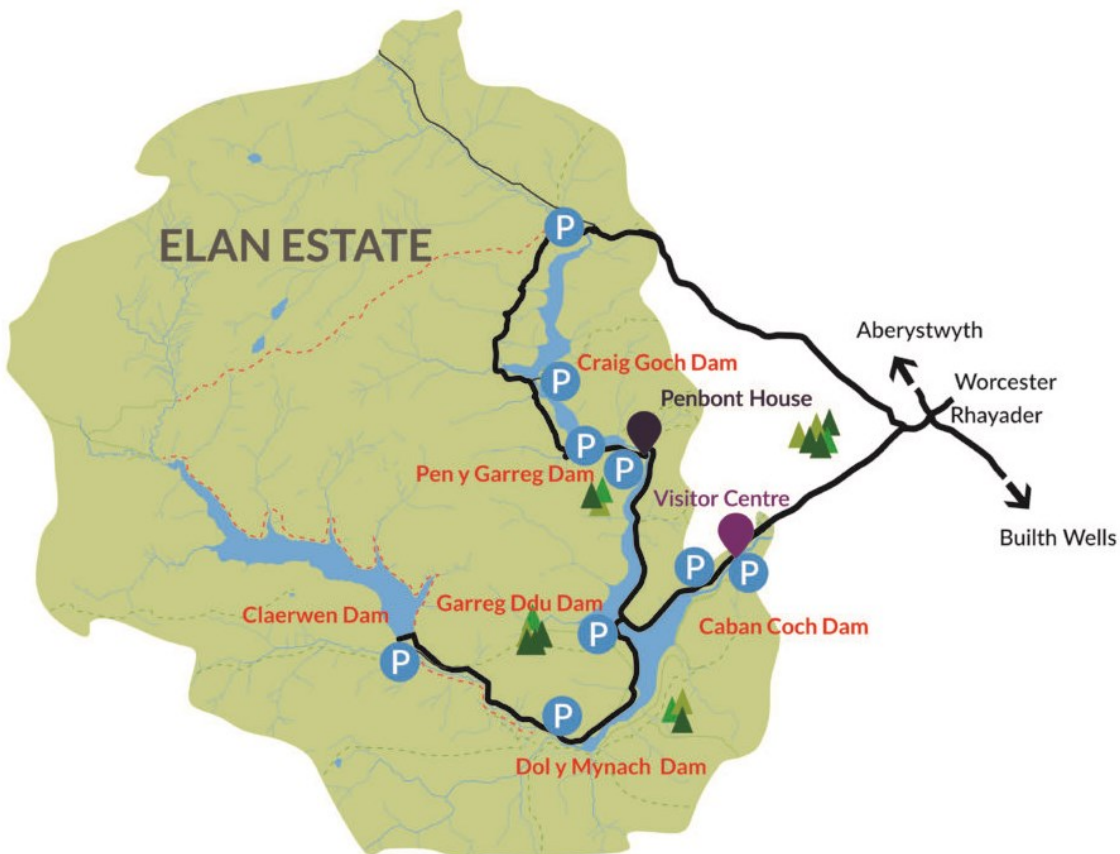 P
ELAN ESTATE
Aberystwyth
Craig Goch Dam
P
Worcester
Penbont House
Rhayader
P
P
Pen y Garreg Dam
Visitor Centre
Builth Wells
P
P
Garreg Ddu Dam
Claerwen Dam
Caban Coch Dam
P
P
P
Dol y Mynach Dam